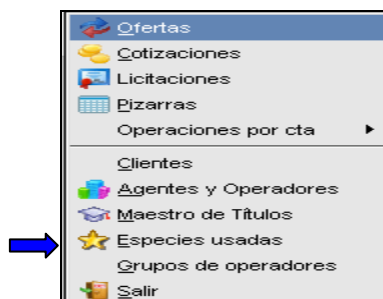 Ofertas
Cotizaciones
Licitaciones
Pizarras
Operaciones por cta
Clientes
Agentes y Operadores
Maestro de Títulos
Especies usadas
Grupos de operadores
Salir